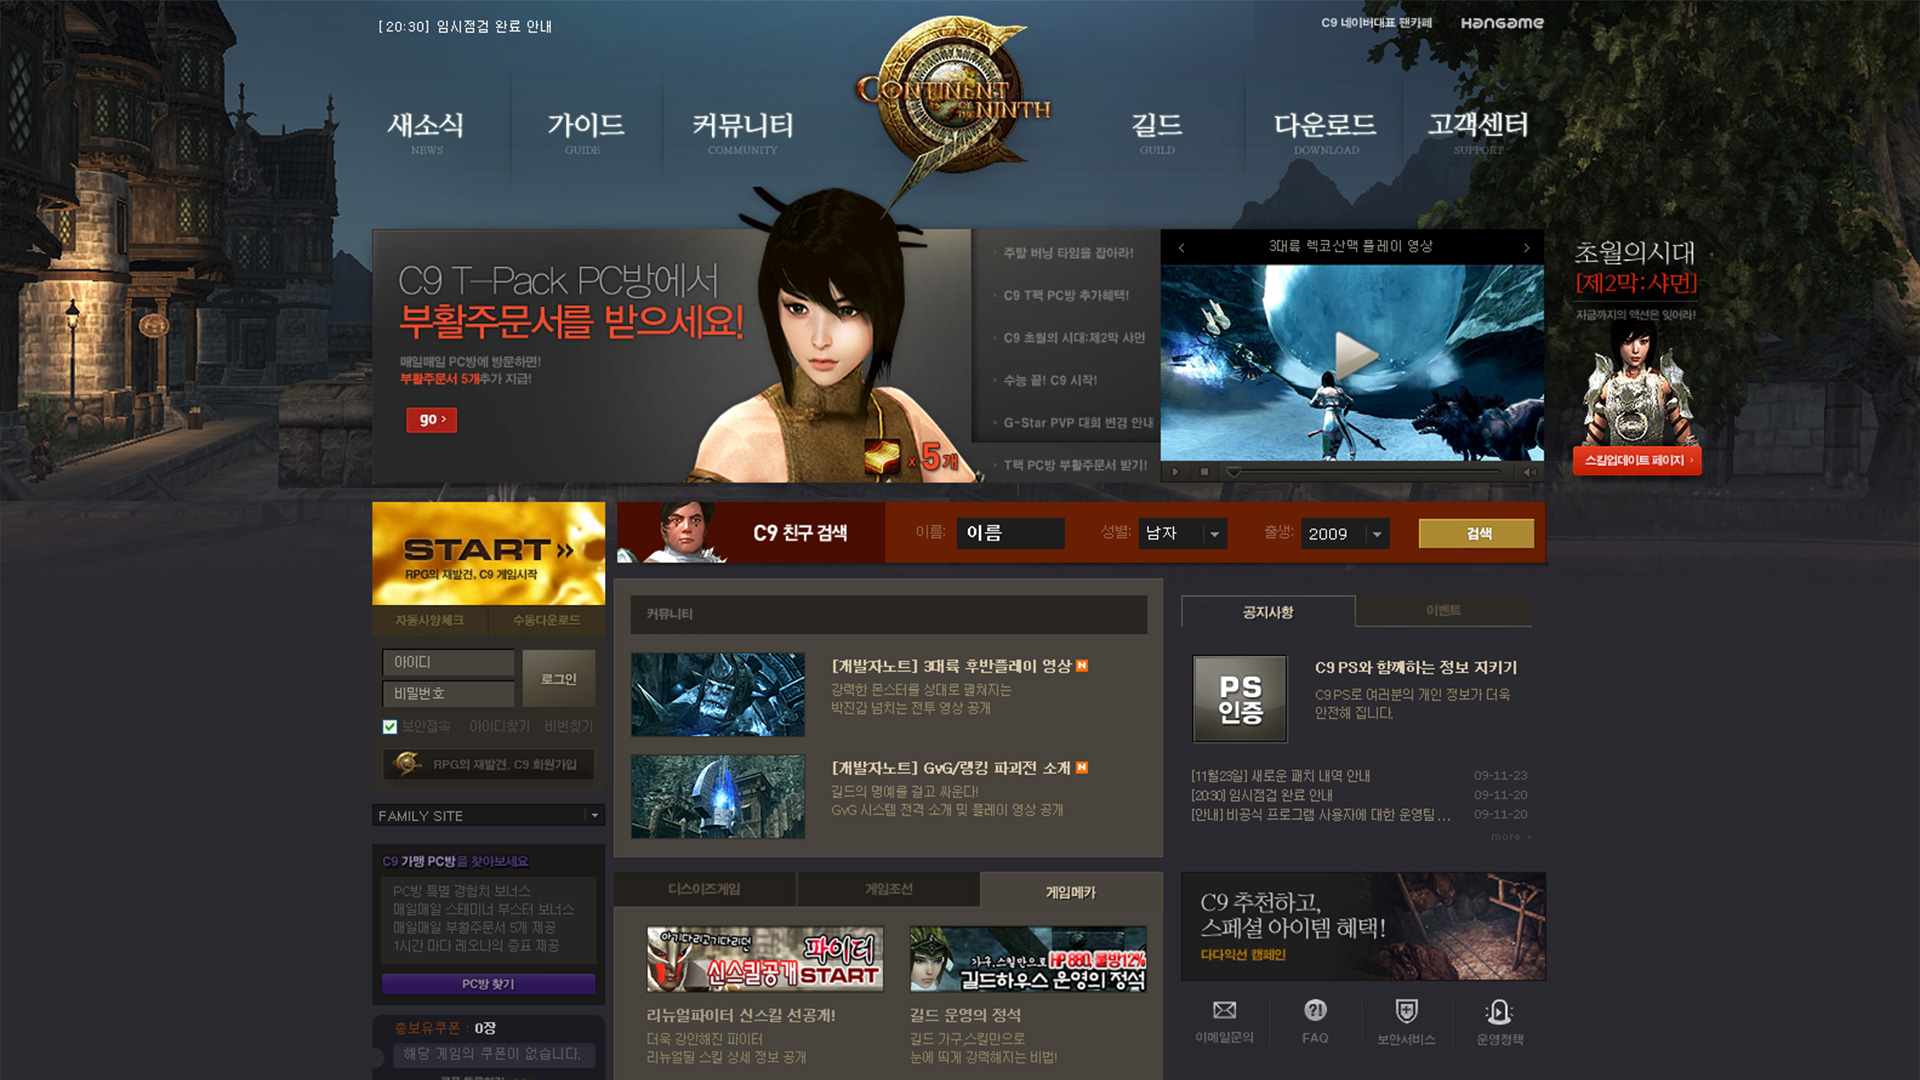 [20:30] 임시점검 완료 안내
C9 네이버대표 팬카페
HANGAME
CONTINENT
OF
THE NINTH
새소식
NEWS
가이드
GUIDE
커뮤니티
COMMUNITY
길드
GUILD
다운로드
DOWNLOAD
고객센터
SUPPORT
C9 T-Pack PC방에서
부활주문서를 받으세요!
매일매일 PC방에 방문하면!
부활주문서 5개추가 지급!
go
x5개
주말 버닝 타임을 잡아라!
C9 T팩 PC방 추가혜택!
C9 초월의 시대:제2막 샤먼
수능 끝! C9 시작!
G-Star PVP 대회 변경 안내
T팩 PC방 부활주문서 받기!
3대륙 렉코산맥 플레이 영상
초월의시대
[제2막:샤먼]
지금까지의 액션은 잊어라!
스킬업데이트 페이지
START
RPG의 재발견, C9 게임시작
자동사양체크
수동다운로드
아이디
비밀번호
로그인
보안접속
아이디찾기
비번찾기
RPG의 재발견, C9 회원가입
FAMILY SITE
C9 가맹 PC방을 찾아보세요
PC방 특별 경험치 보너스
매일매일 스태미너 부스터 보너스
매일매일 부활주문서 5개 제공
1시간 마다 레오나의 증표 제공
PC방 찾기
총보유쿠폰 : 0장
해당 게임의 쿠폰이 없습니다.
C9 친구 검색
이름:
이름
성별:
남자
출생:
2009
검색
커뮤니티
[개발자노트] 3대륙 후반플레이 영상 N
강력한 몬스터를 상대로 펼쳐지는
박진감 넘치는 전투 영상 공개
[개발자노트] GvG/랭킹 파괴전 소개 N
길드의 명예를 걸고 싸운다!
GvG 시스템 전격 소개 및 플레이 영상 공개
디스이즈게임
게임조선
게임메카
아기다리고기다리던
파이터
신스킬공개START
리뉴얼파이터 신스킬 선공개!
더욱 강인해진 파이터
리뉴얼될 스킬 상세 정보 공개
가구,스킬만으로 HP 880, 물방12%
길드하우스 운영의 정석
길드 운영의 정석
길드 가구,스킬만으로
눈에 띄게 강력해지는 비법!
공지사항
이벤트
PS
인증
C9 PS와 함께하는 정보 지키기
C9 PS로 여러분의 개인 정보가 더욱
안전해 집니다.
[11월23일] 새로운 패치 내역 안내 09-11-23
[20:30] 임시점검 완료 안내 09-11-20
[안내] 비공식 프로그램 사용자에 대한 운영팀... 09-11-20
more
C9 추천하고,
스페셜 아이템 혜택!
다다익선 캠페인
이메일문의
?!
FAQ
보안서비스
운영정책